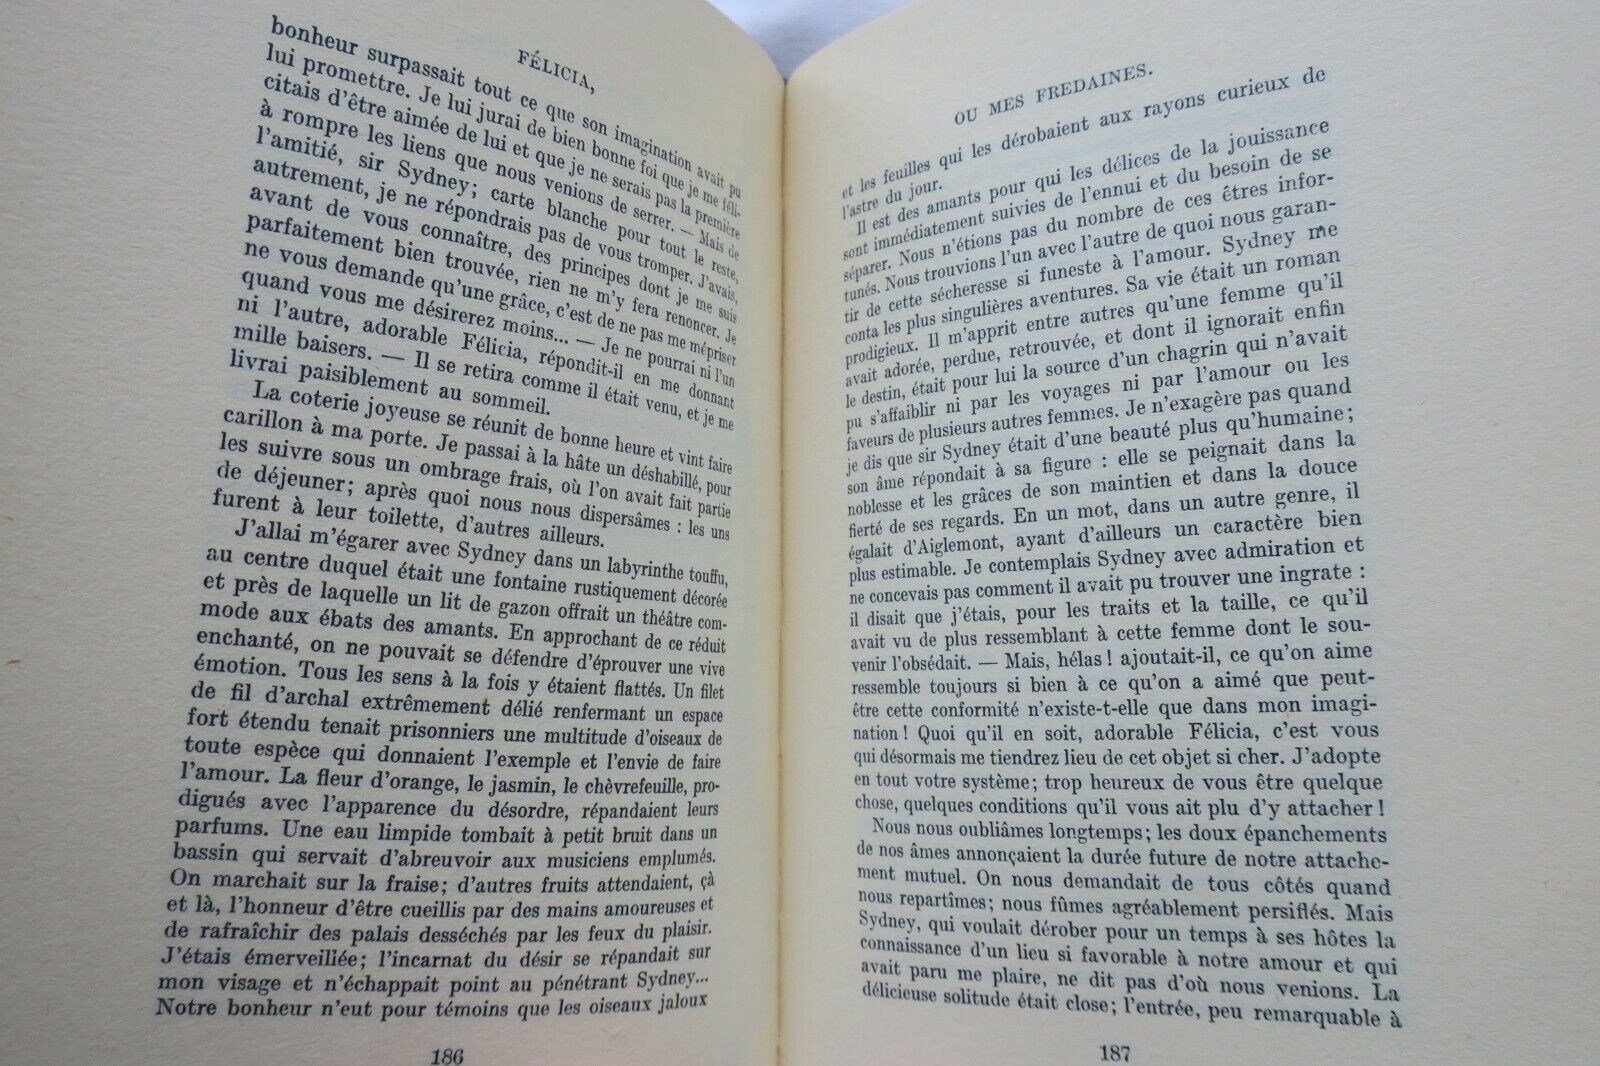 FÉLICIA,
bonheur surpassait tout ce que son imagination avait pu
lui promettre. Je lui jurai de bien bonne foi que je me féli-
citais d'être aimée de lui et que je ne serais pas la première
à rompre les liens que nous venions de serrer. — Mais de
l'amitié, sir Sydney; carte blanche pour tout le reste,
autrement, je ne répondrais pas de vous tromper. J'avais,
avant de vous connaître, des principes dont je me suis
parfaitement bien trouvée, rien ne m'y fera renoncer. Je
ne vous demande qu'une grâce, c'est de ne pas me mépriser
quand vous me désirerez moins... — Je ne pourrai ni l'un
ni l'autre, adorable Félicia, répondit-il en me donnant
mille baisers. — Il se retira comme il était venu, et je me
livrai paisiblement au sommeil.
La coterie joyeuse se réunit de bonne heure et vint faire
carillon à ma porte. Je passai à la hâte un déshabillé, pour
les suivre sous un ombrage frais, où l'on avait fait partie
de déjeuner; après quoi nous nous dispersâmes : les uns
furent à leur toilette, d'autres ailleurs.
J'allai m'égarer avec Sydney dans un labyrinthe touffu,
au centre duquel était une fontaine rustiquement décorée
et près de laquelle un lit de gazon offrait un théâtre com-
mode aux ébats des amants. En approchant de ce réduit
enchanté, on ne pouvait se défendre d'éprouver une vive
émotion. Tous les sens à la fois y étaient flattés. Un filet
de fil d'archal extrêmement délié renfermant un espace
fort étendu tenait prisonniers une multitude d'oiseaux de
toute espèce qui donnaient l'exemple et l'envie de faire
l'amour. La fleur d'orange, le jasmin, le chèvrefeuille, pro-
digués avec l'apparence du désordre, répandaient leurs
parfums. Une eau limpide tombait à petit bruit dans un
bassin qui servait d'abreuvoir aux musiciens emplumés.
On marchait sur la fraise; d'autres fruits attendaient, çà
et là, l'honneur d'être cueillis par des mains amoureuses et
de rafraîchir des palais desséchés par les feux du plaisir.
J'étais émerveillée; l'incarnat du désir se répandait sur
mon visage et n'échappait point au pénétrant Sydney...
Notre bonheur n'eut pour témoins que les oiseaux jaloux
186
OU MES FREDAINES.
et les feuilles qui les dérobaient aux rayons curieux de
l'astre du jour.
Il est des amants pour qui les délices de la jouissance
sont immédiatement suivies de l'ennui et du besoin de se
séparer. Nous n'étions pas du nombre de ces êtres infor-
tunés. Nous trouvions l'un avec l'autre de quoi nous garan-
tir de cette sécheresse si funeste à l'amour. Sydney me
conta les plus singulières aventures. Sa vie était un roman
prodigieux. Il m'apprit entre autres qu'une femme qu'il
avait adorée, perdue, retrouvée, et dont il ignorait enfin
le destin, était pour lui la source d'un chagrin qui n'avait
pu s'affaiblir ni par les voyages ni par l'amour ou les
faveurs de plusieurs autres femmes. Je n'exagère pas quand
je dis que sir Sydney était d'une beauté plus qu'humaine;
son âme répondait à sa figure : elle se peignait dans la
noblesse et les grâces de son maintien et dans la douce
fierté de ses regards. En un mot, dans un autre genre, il
égalait d'Aiglemont, ayant d'ailleurs un caractère bien
plus estimable. Je contemplais Sydney avec admiration et
ne concevais pas comment il avait pu trouver une ingrate :
il disait que j'étais, pour les traits et la taille, ce qu'il
avait vu de plus ressemblant à cette femme dont le sou-
venir l'obsédait. — Mais, hélas! ajoutait-il, ce qu'on aime
ressemble toujours si bien à ce qu'on a aimé que peut-
être cette conformité n'existe-t-elle que dans mon imagi-
nation! Quoi qu'il en soit, adorable Félicia, c'est vous
qui désormais me tiendrez lieu de cet objet si cher. J'adopte
en tout votre système; trop heureux de vous être quelque
chose, quelques conditions qu'il vous ait plu d'y attacher!
Nous nous oubliâmes longtemps; les doux épanchements
de nos âmes annonçaient la durée future de notre attache-
ment mutuel. On nous demandait de tous côtés quand
nous repartîmes; nous fûmes agréablement persiflés. Mais
Sydney, qui voulait dérober pour un temps à ses hôtes la
connaissance d'un lieu si favorable à notre amour et qui
avait paru me plaire, ne dit pas d'où nous venions. La
délicieuse solitude était close; l'entrée, peu remarquable à
187